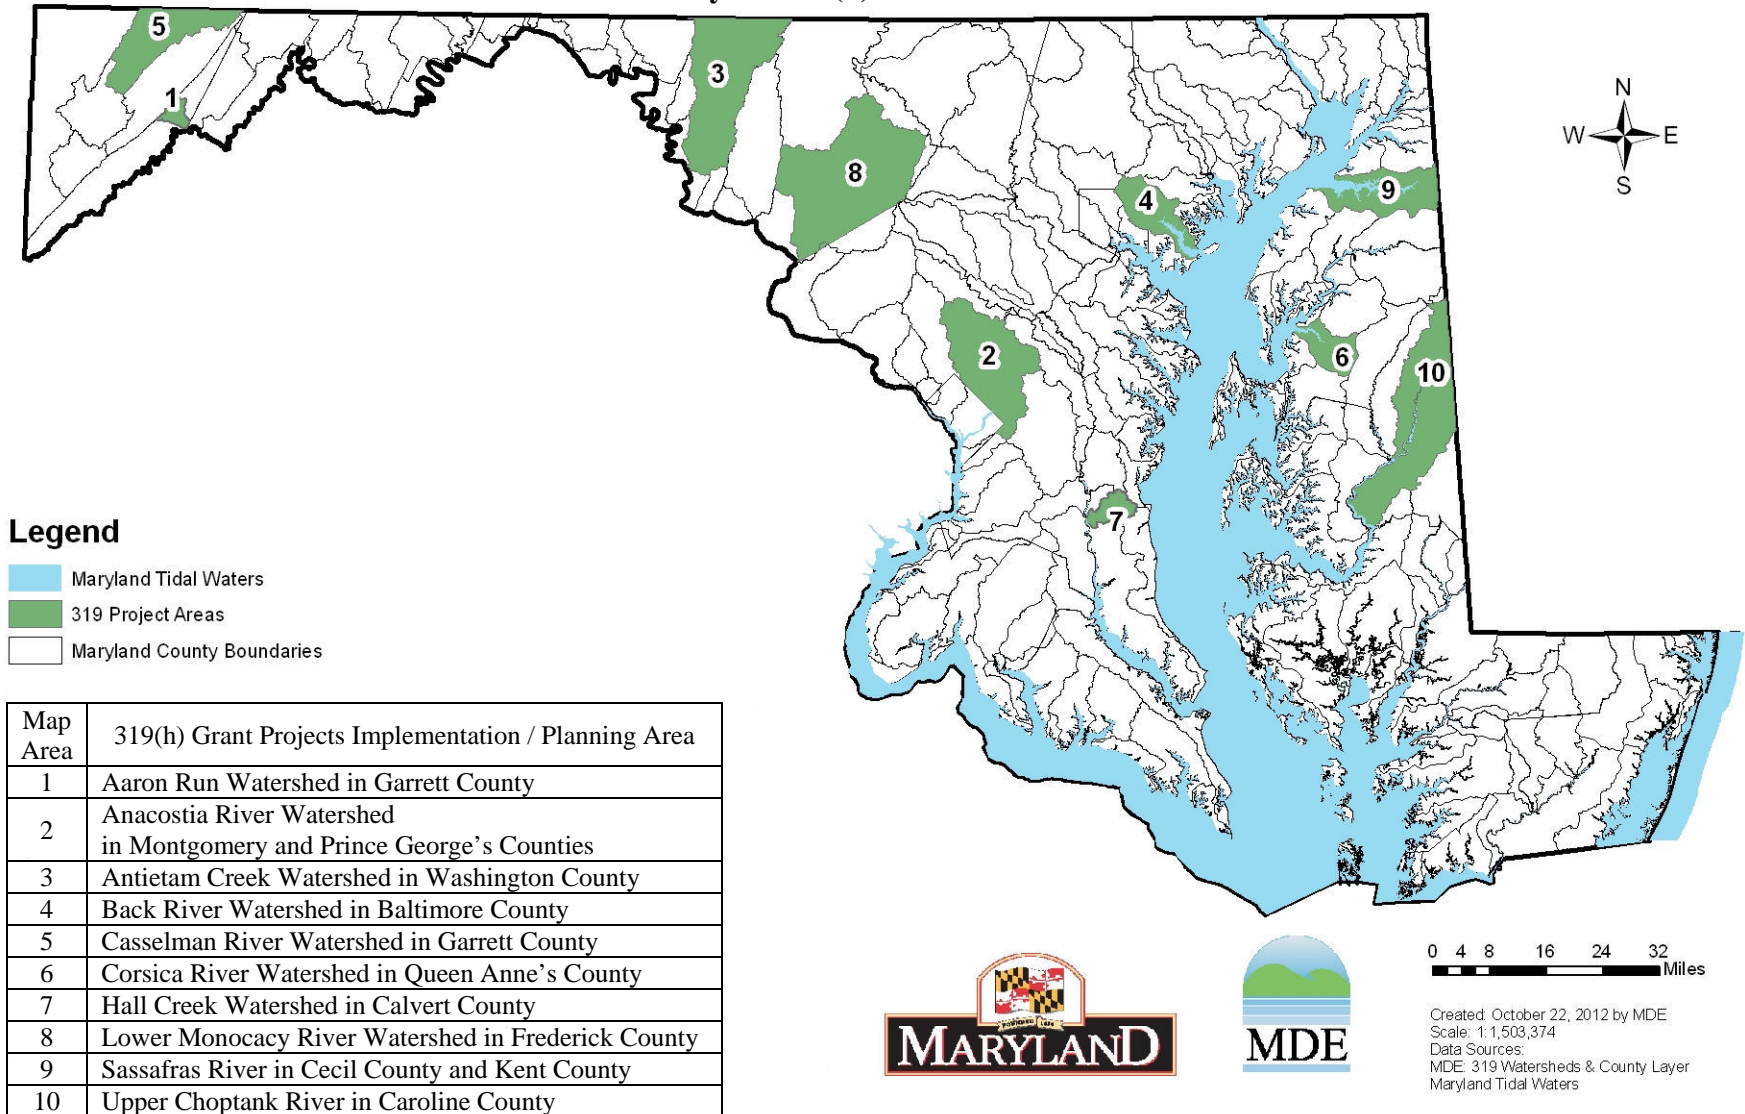 5
1
3
8
4
9
2
6
10
7
N
W E
S
Legend
Maryland Tidal Waters
319 Project Areas
Maryland County Boundaries
Map Area 319(h) Grant Projects Implementation / Planning Area
1 Aaron Run Watershed in Garrett County
2 Anacostia River Watershed
in Montgomery and Prince George's Counties
3 Antietam Creek Watershed in Washington County
4 Back River Watershed in Baltimore County
5 Casselman River Watershed in Garrett County
6 Corsica River Watershed in Queen Anne's County
7 Hall Creek Watershed in Calvert County
8 Lower Monocacy River Watershed in Frederick County
9 Sassafras River in Cecil County and Kent County
10 Upper Choptank River in Caroline County
MARYLAND
MDE
0 4 8 16 24 32
Miles
Created: October 22, 2012 by MDE
Scale: 1:1,503,374
Data Sources:
MDE: 319 Watersheds & County Layer
Maryland Tidal Waters